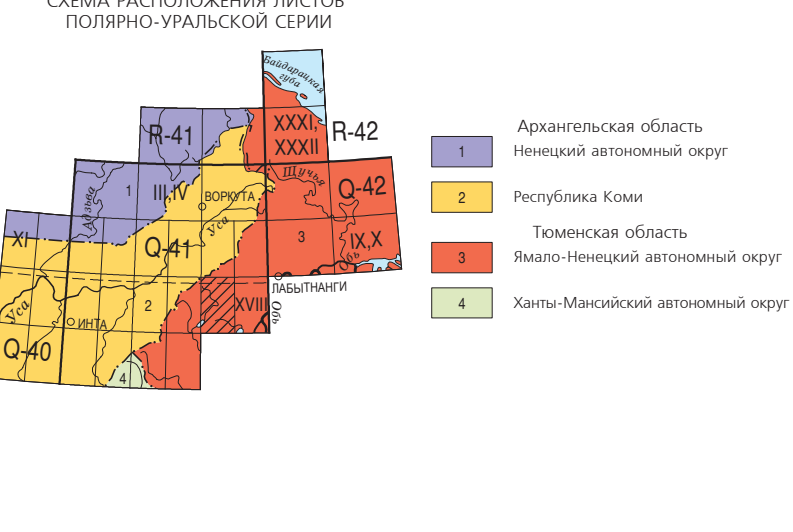 СХЕМА РАСПОЛОЖЕНИЯ ЛИСТОВ
ПОЛЯРНО-УРАЛЬСКОЙ СЕРИИ
Байдарацкая
губа
R-41
XXXI,
XXXII
R-42
Адзьва
1
III,IV
ВОРКУТА
Щучья
Q-42
XI
Q-41
Уса
3
IX,X
Обь
ЛАБЫТНАНГИ
Уса
2
XVIII
Обь
ИНТА
Q-40
4
Архангельская область
1 Ненецкий автономный округ
2 Республика Коми
Тюменская область
3 Ямало-Ненецкий автономный округ
4 Ханты-Мансийский автономный округ